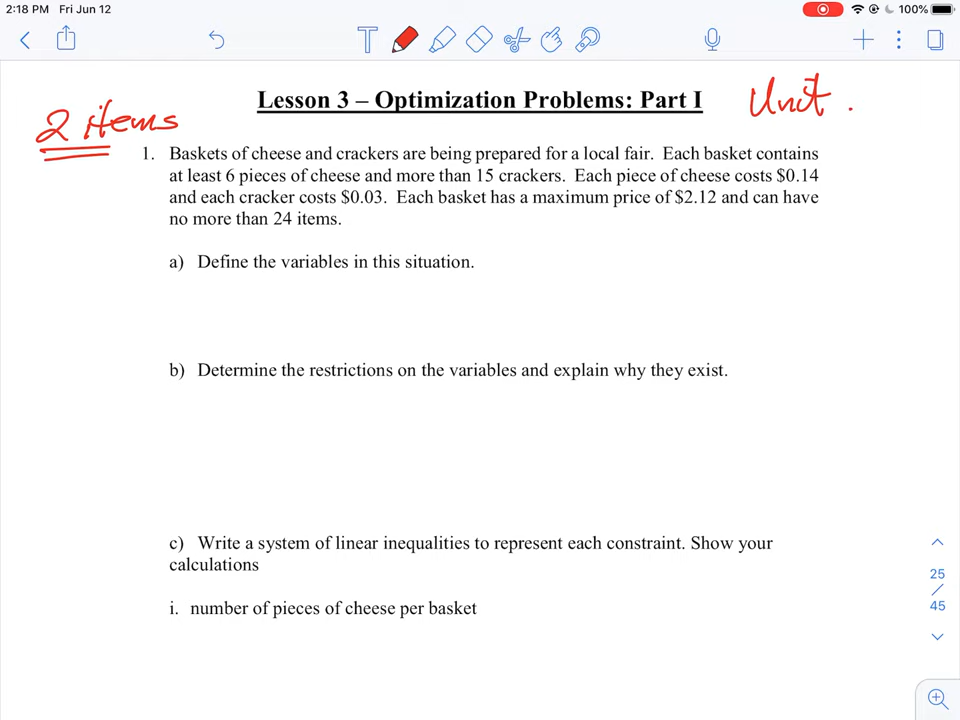 2:18 PM Fri Jun 12
100%
T
Lesson 3 – Optimization Problems: Part I
Unit .
2 items
1. Baskets of cheese and crackers are being prepared for a local fair. Each basket contains
at least 6 pieces of cheese and more than 15 crackers. Each piece of cheese costs $0.14
and each cracker costs $0.03. Each basket has a maximum price of $2.12 and can have
no more than 24 items.
a) Define the variables in this situation.
b) Determine the restrictions on the variables and explain why they exist.
c) Write a system of linear inequalities to represent each constraint. Show your
calculations
i. number of pieces of cheese per basket
25
/
45